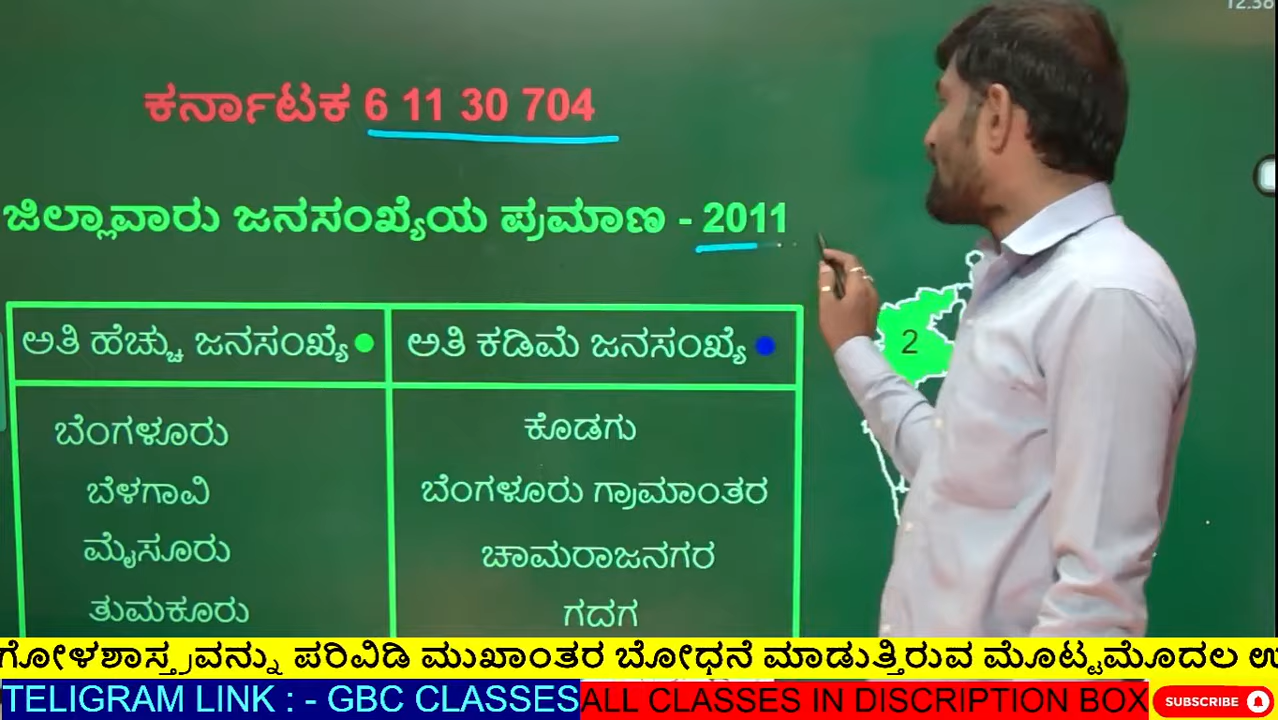 12:38
ಕರ್ನಾಟಕ 6 11 30 704
ಜಿಲ್ಲಾವಾರು ಜನಸಂಖ್ಯೆಯ ಪ್ರಮಾಣ - 2011
ಅತಿ ಹೆಚ್ಚು ಜನಸಂಖ್ಯೆ ಅತಿ ಕಡಿಮೆ ಜನಸಂಖ್ಯೆ
2
ಬೆಂಗಳೂರು ಕೊಡಗು
ಬೆಳಗಾವಿ ಬೆಂಗಳೂರು ಗ್ರಾಮಾಂತರ
ಮೈಸೂರು ಚಾಮರಾಜನಗರ
ತುಮಕೂರು ಗದಗ
ಗೋಳಶಾಸ್ತ್ರವನ್ನು ಪರಿವಿಡಿ ಮುಖಾಂತರ ಬೋಧನೆ ಮಾಡುತ್ತಿರುವ ಮೊಟ್ಟಮೊದಲ
TELIGRAM LINK : - GBC CLASSES ALL CLASSES IN DISCRIPTION BOX SUBSCRIBE